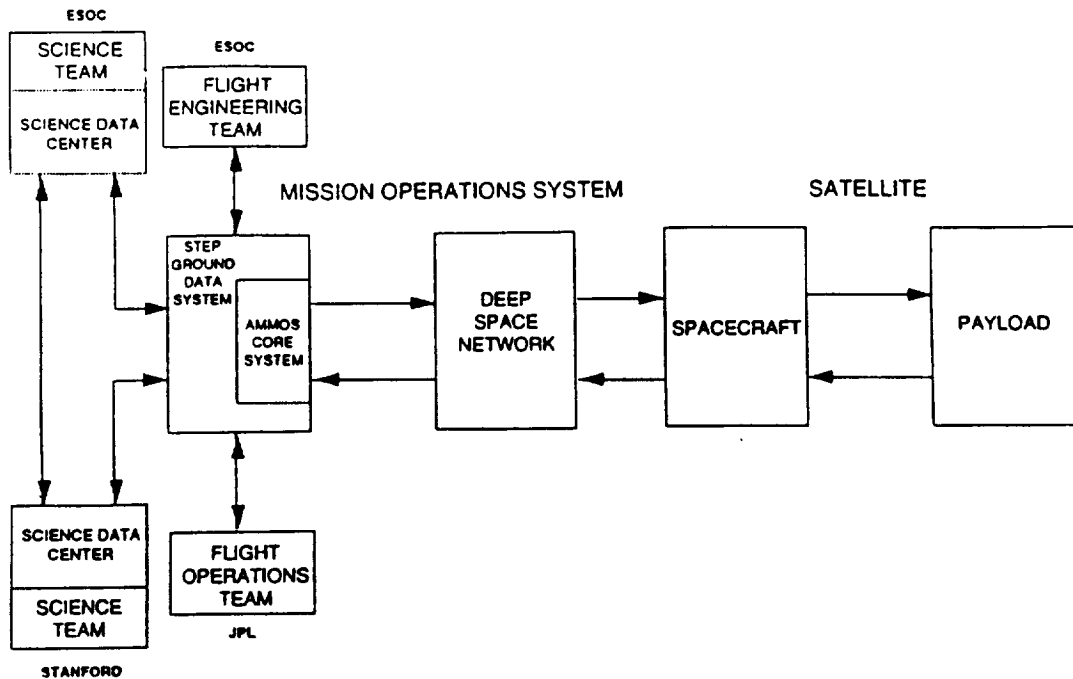 ESOC
SCIENCE
TEAM
SCIENCE DATA
CENTER
ESOC
FLIGHT
ENGINEERING
TEAM
MISSION OPERATIONS SYSTEM
SATELLITE
STEP
GROUND
DATA
SYSTEM
AMMOS
CORE
SYSTEM
DEEP
SPACE
NETWORK
SPACECRAFT
PAYLOAD
SCIENCE DATA
CENTER
SCIENCE
TEAM
STANFORD
FLIGHT
OPERATIONS
TEAM
JPL